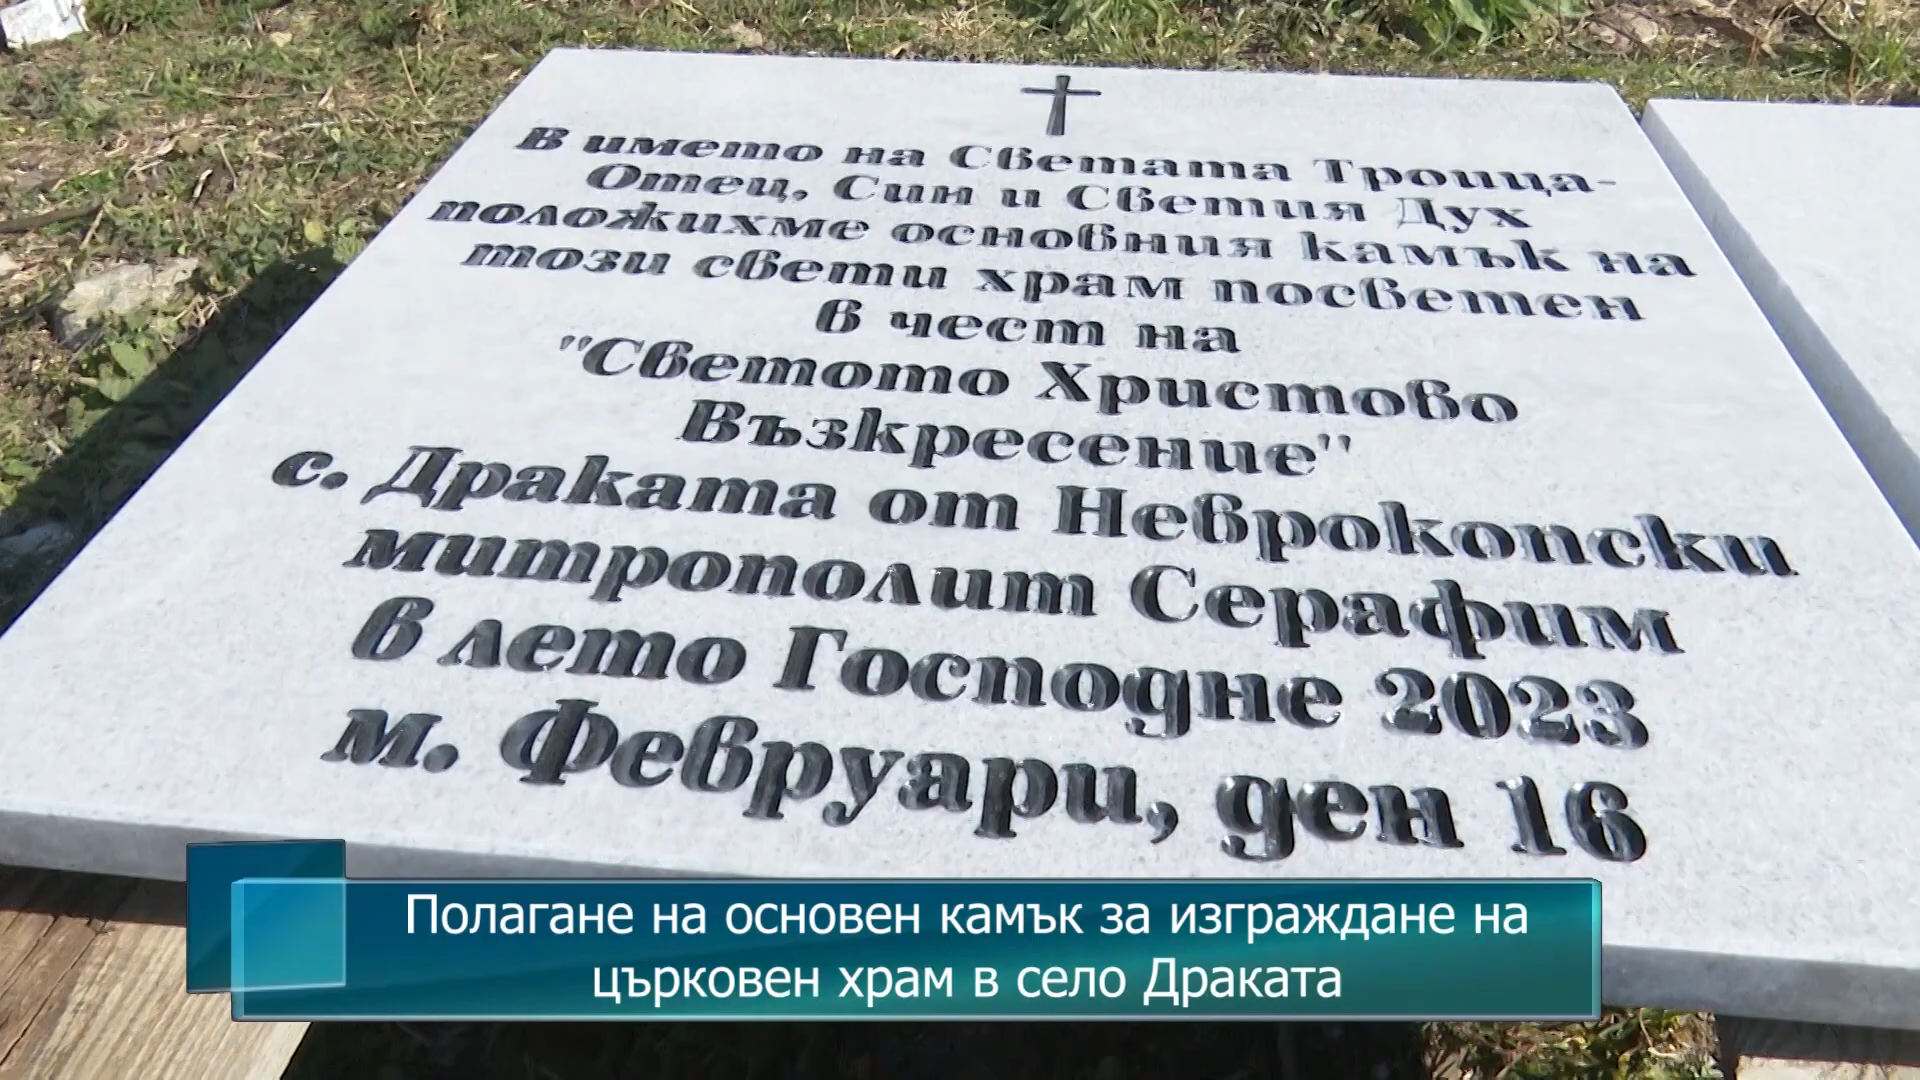 В името на Светата Троица-
Отец, Син и Светия Дух
положихме основния камък на
този свети храм посветен
в чест на
"Светото Христово
Възкресение"
с. Драката от Неврокопски
митрополит Серафим
в лето Господне 2023
м. Февруари, ден 16
Полагане на основен камък за изграждане на
църковен храм в село Драката